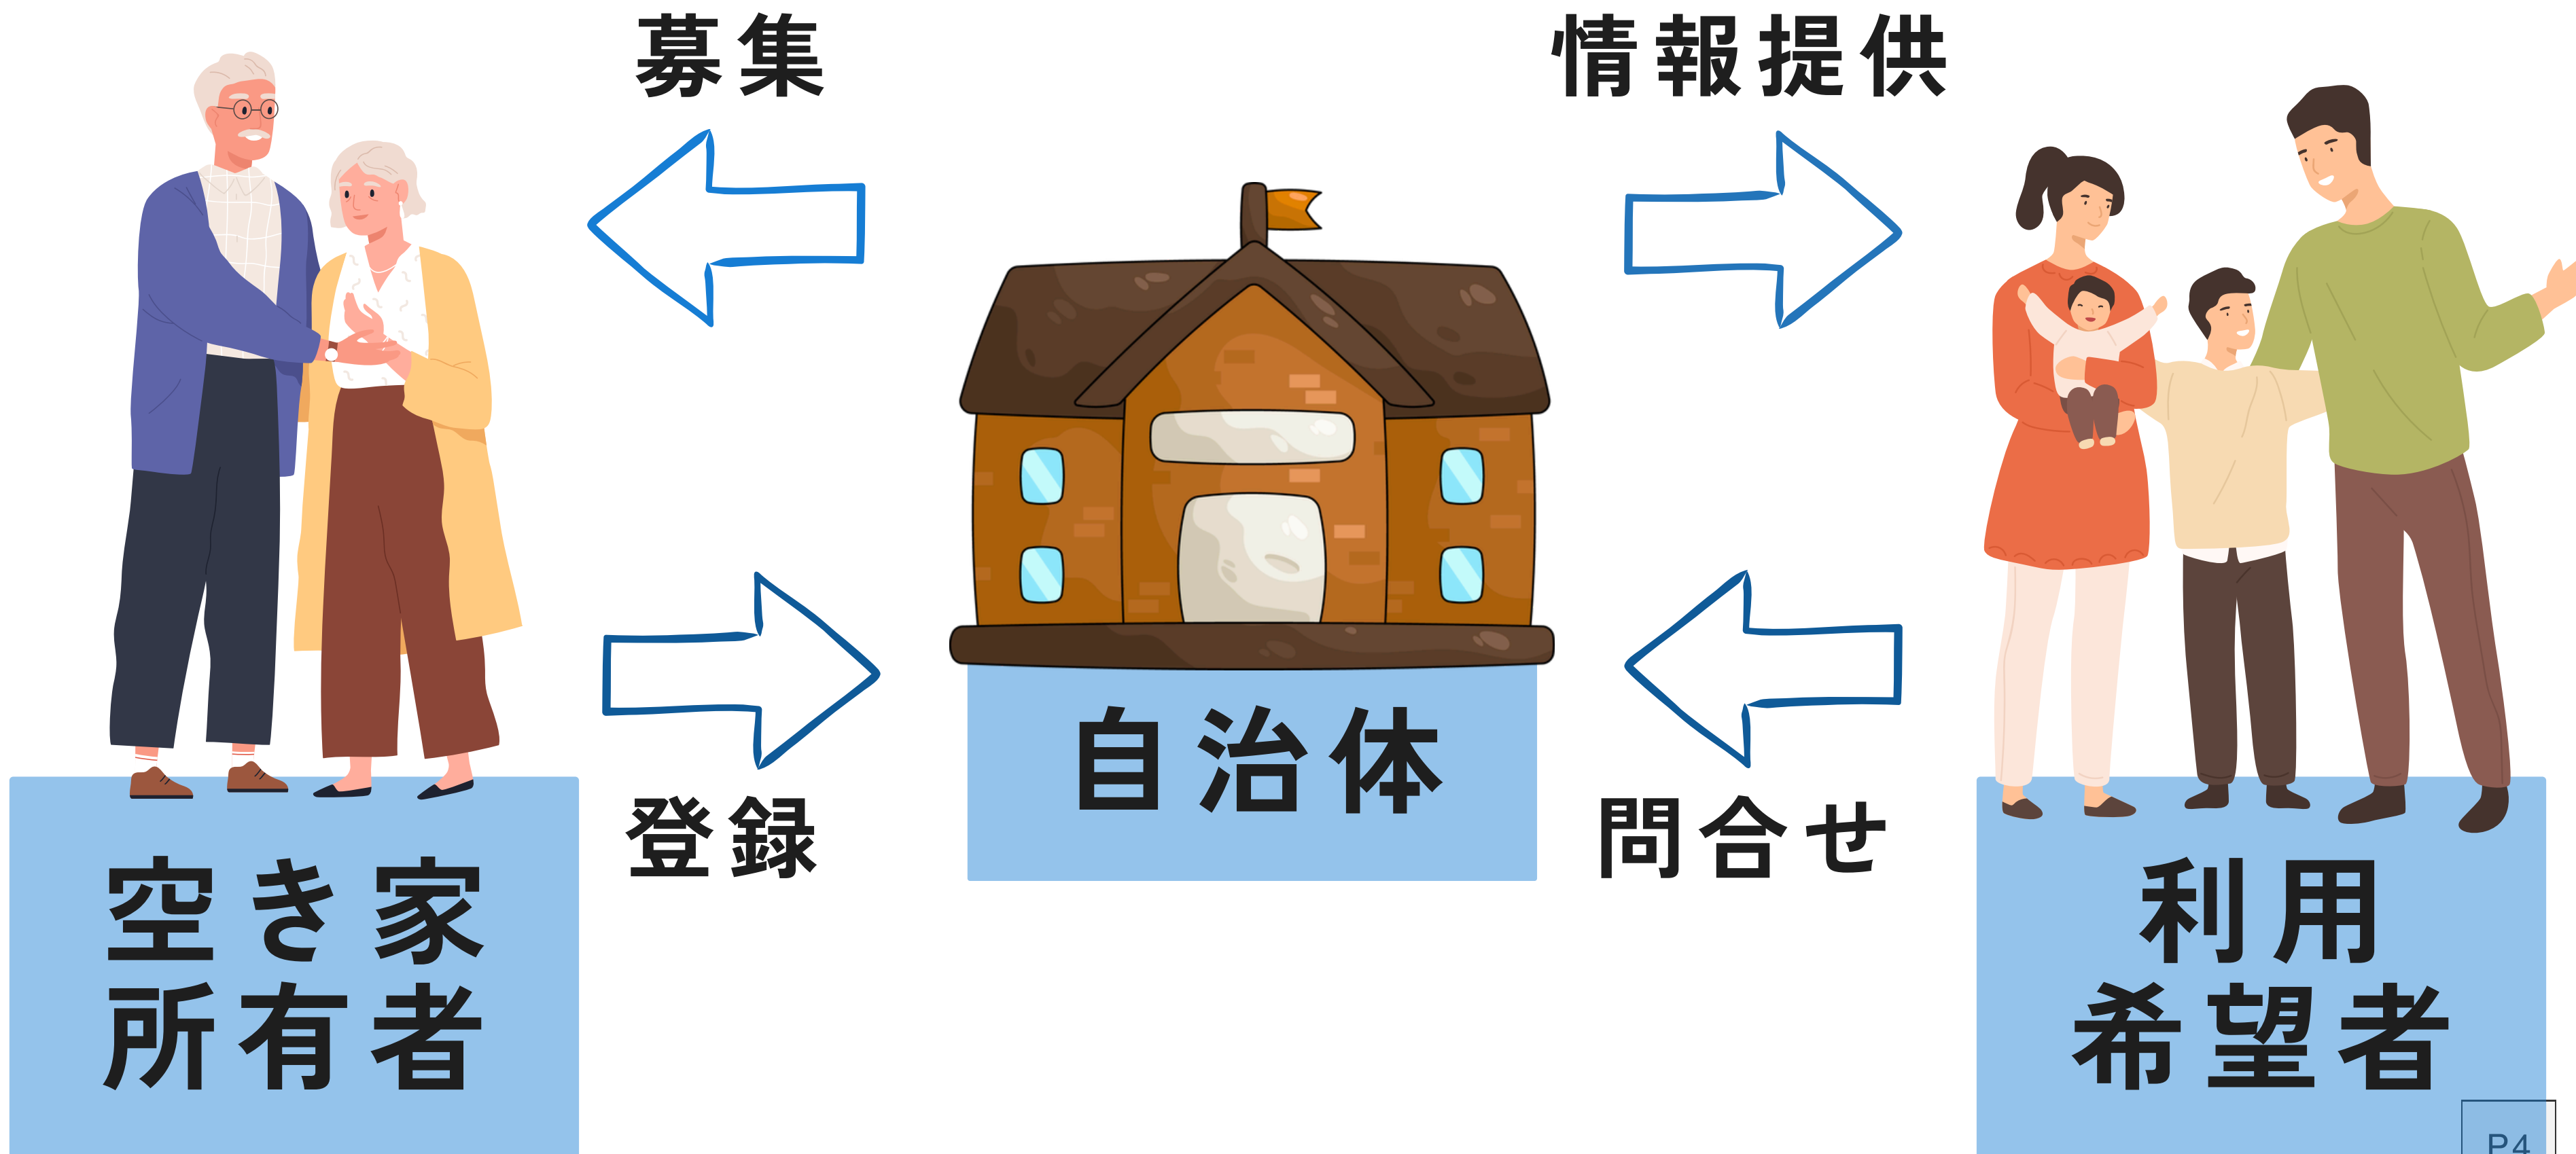 募集
情報提供
登録
自治体
問合せ
空き家
所有者
利用
希望者
P4